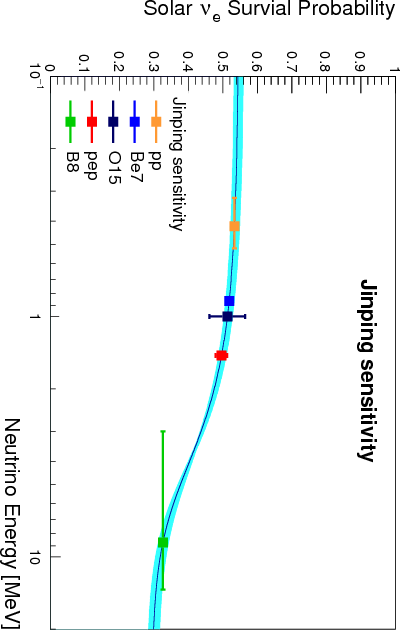 Jinping sensitivity
Solar νe Survial Probability
1
0.9
0.8
0.7
0.6
0.5
0.4
0.3
0.2
0.1
0
Jinping sensitivity
pp
Be7
O15
pep
B8
10⁻¹
1
10
Neutrino Energy [MeV]